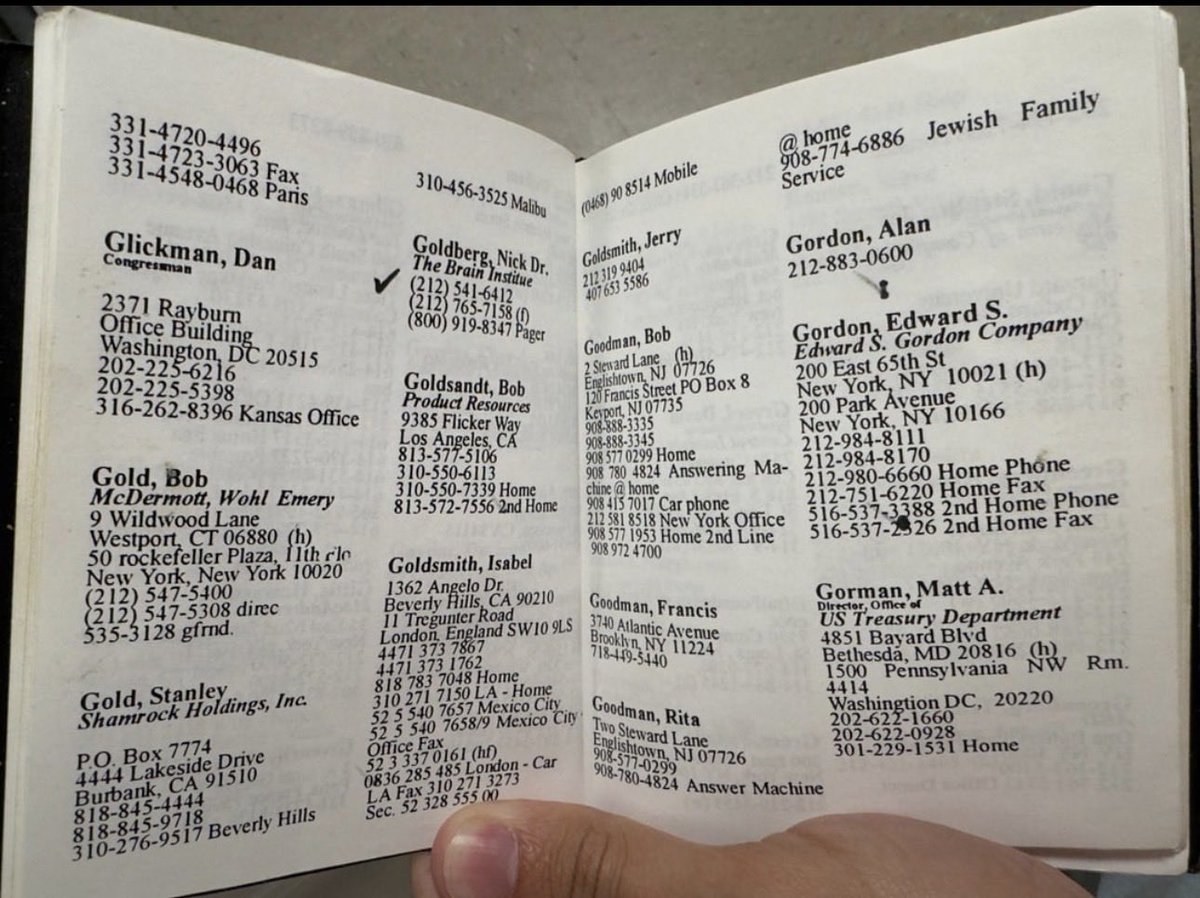 331-4720-4496
331-4723-3063 Fax
331-4548-0468 Paris
Glickman, Dan
Congressman
2371 Rayburn
Office Building
Washington, DC 20515
202-225-6216
202-225-5398
316-262-8396 Kansas Office
Gold, Bob
McDermott, Wohl Emery
9 Wildwood Lane
Westport, CT 06880 (h)
50 rockefeller Plaza, 11th flo
New York, New York 10020
(212) 547-5400
(212) 547-5308 direc
535-3128 gfrnd.
Gold, Stanley
Shamrock Holdings, Inc.
P.O. Box 7774
4444 Lakeside Drive
Burbank, CA 91510
818-845-4444
818-845-9718
310-276-9517 Beverly Hills
310-456-3525 Malibu
Goldberg, Nick Dr.
The Brain Institue
(212) 541-6412
(212) 765-7158 (f)
(800) 919-8347 Pager
Goldsandt, Bob
Product Resources
9385 Flicker Way
Los Angeles, CA
813-577-5106
310-550-6113
310-550-7339 Home
813-572-7556 2nd Home
Goldsmith, Isabel
1362 Angelo Dr.
Beverly Hills, CA 90210
11 Tregunter Road
London, England SW10 9LS
4471 373 7867
4471 373 1762
818 783 7048 Home
310 271 7150 LA - Home
52 5 540 7657 Mexico City
52 5 540 7658/9 Mexico City
Office Fax
52 3 337 0161 (hf)
0836 285 485 London - Car
LA Fax 310 271 3273
Sec. 52 328 555 00
(0468) 90 8514 Mobile
Goldsmith, Jerry
212 319 9404
407 653 5586
Goodman, Bob
2 Steward Lane (h)
Englishtown, NJ 07726
120 Francis Street PO Box 8
Keyport, NJ 07735
908-888-3335
908-888-3345
908 577 0299 Home
908 780 4824 Answering Ma-
chine @ home
908 415 7017 Car phone
212 581 8518 New York Office
908 577 1953 Home 2nd Line
908 972 4700
Goodman, Francis
3740 Atlantic Avenue
Brooklyn, NY 11224
718-449-5440
Goodman, Rita
Two Steward Lane
Englishtown, NJ 07726
908-577-0299
908-780-4824 Answer Machine
@ home
908-774-6886 Jewish Family
Service
Gordon, Alan
212-883-0600
Gordon, Edward S.
Edward S. Gordon Company
200 East 65th St
New York, NY 10021 (h)
200 Park Avenue
New York, NY 10166
212-984-8111
212-984-8170
212-980-6660 Home Phone
212-751-6220 Home Fax
516-537-3388 2nd Home Phone
516-537-2326 2nd Home Fax
Gorman, Matt A.
Director, Office of
US Treasury Department
4851 Bayard Blvd
Bethesda, MD 20816 (h)
1500 Pennsylvania NW Rm.
4414
Washington DC, 20220
202-622-1660
202-622-0928
301-229-1531 Home